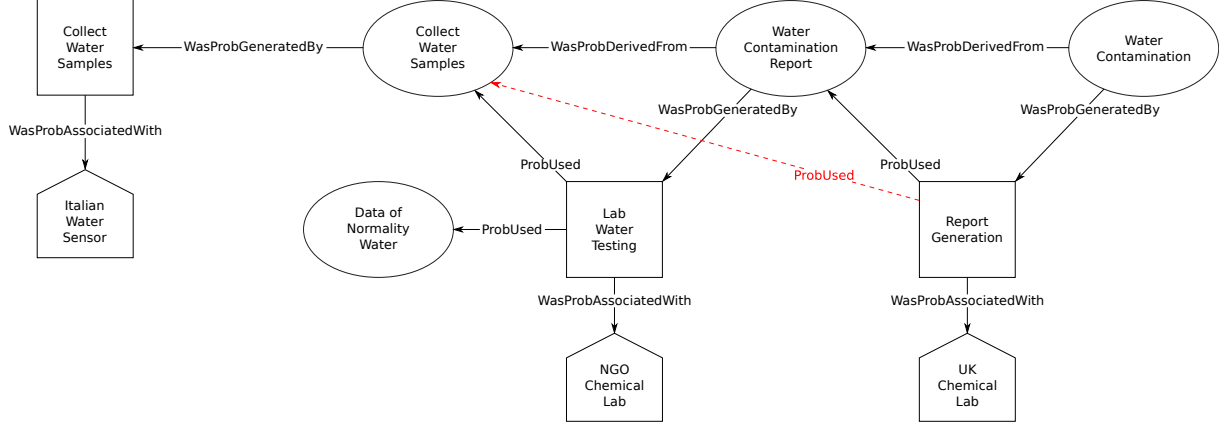 Collect
Water
Samples
WasProbGeneratedBy
Collect
Water
Samples
WasProbDerivedFrom
Water
Contamination
Report
WasProbDerivedFrom
Water
Contamination
WasProbAssociatedWith
WasProbGeneratedBy
WasProbGeneratedBy
ProbUsed
ProbUsed
ProbUsed
Italian
Water
Sensor
Data of
Normality
Water
ProbUsed
Lab
Water
Testing
Report
Generation
WasProbAssociatedWith
WasProbAssociatedWith
NGO
Chemical
Lab
UK
Chemical
Lab